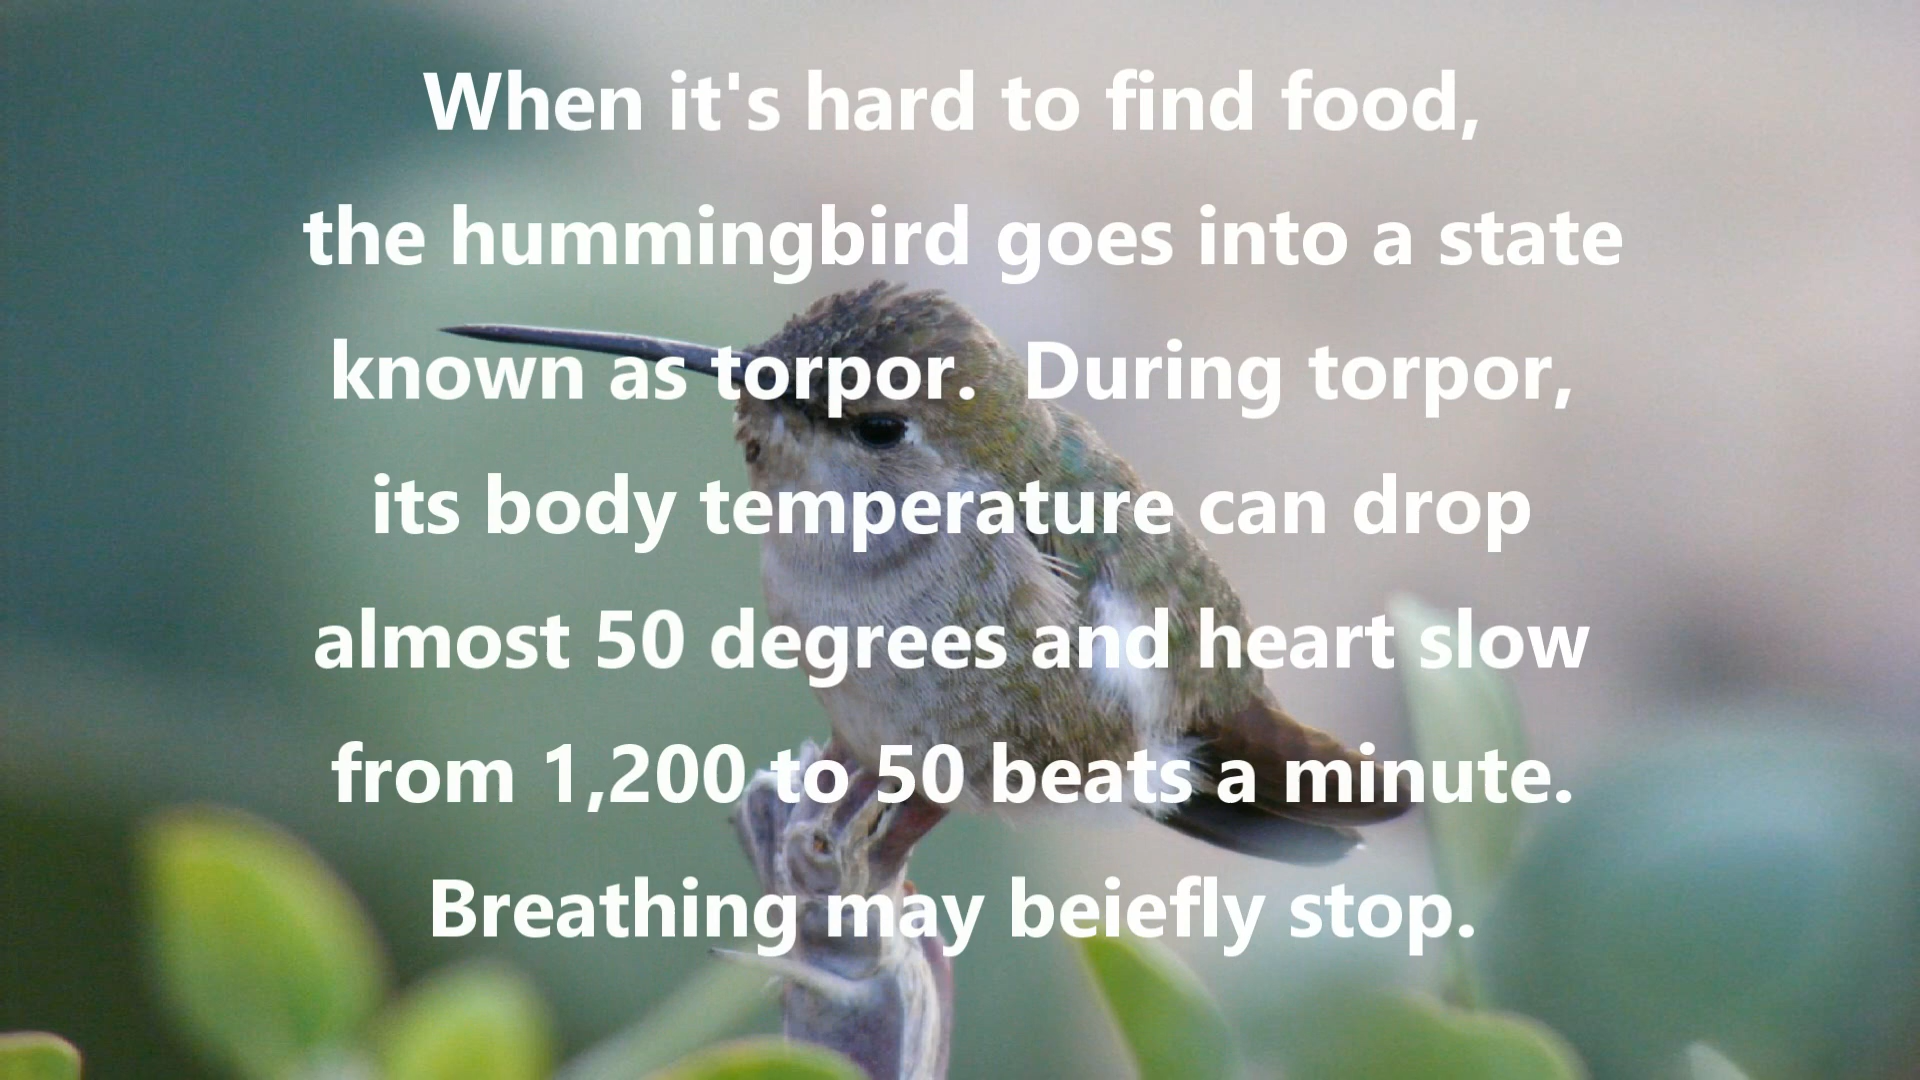 When it's hard to find food,
the hummingbird goes into a state
known as torpor.  During torpor,
its body temperature can drop
almost 50 degrees and heart slow
from 1,200 to 50 beats a minute.
Breathing may beiefly stop.